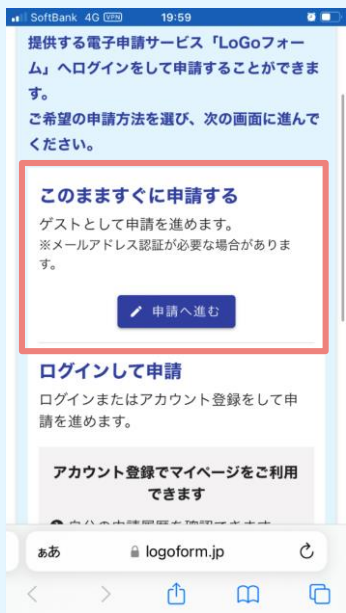 SoftBank 4G VPN 19:59
提供する電子申請サービス「LoGoフォー
ム」へログインをして申請することができま
す。
ご希望の申請方法を選び、次の画面に進んで
ください。
このまますぐに申請する
ゲストとして申請を進めます。
※メールアドレス認証が必要な場合がありま
す。
申請へ進む
ログインして申請
ログインまたはアカウント登録をして申
請を進めます。
アカウント登録でマイページをご利用
できます
ぁあ logoform.jp